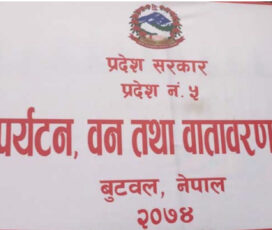 प्रदेश सरकार
प्रदेश नं. ५
पर्यटन, वन तथा वातावरण
बुटवल, नेपाल
२०७४